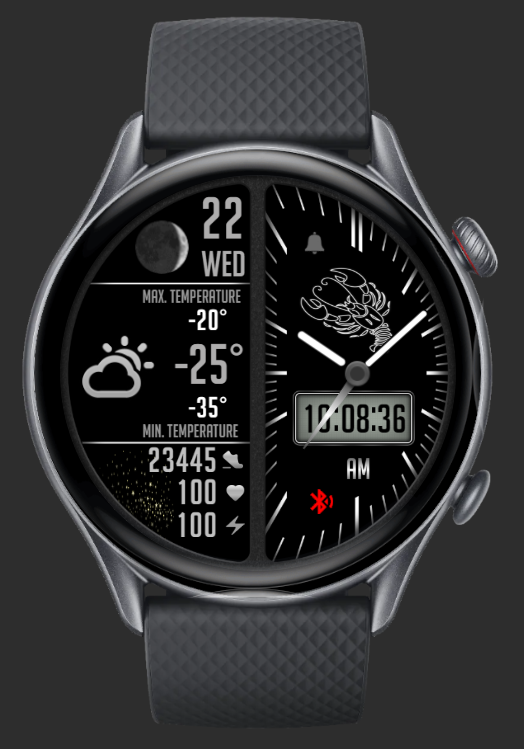 22
WED
MAX. TEMPERATURE
-20°
-25°
-35°
MIN. TEMPERATURE
23445
100
100
10:08:36
AM